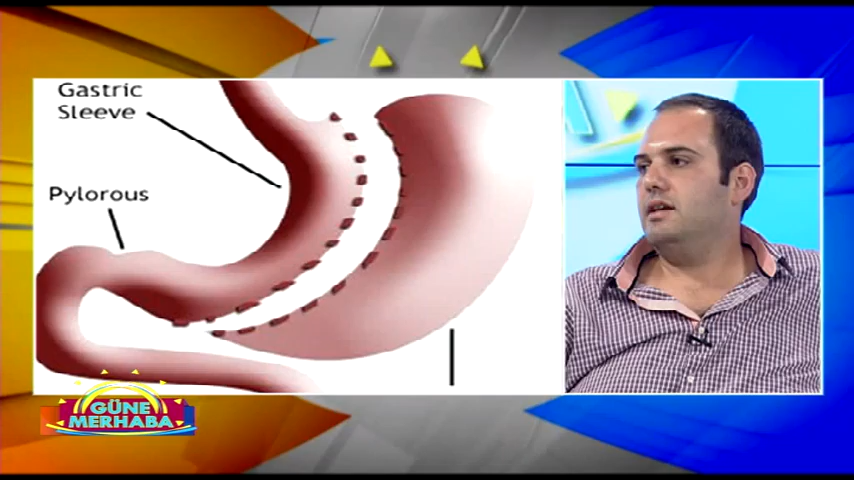 Gastric
Sleeve
Pylorous
GÜNE
MERHABA